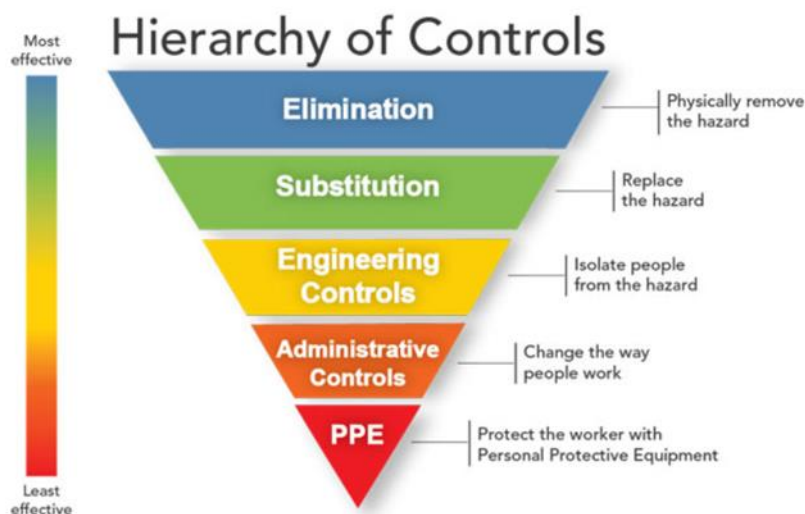 Hierarchy of Controls
Most
effective
Elimination
Physically remove
the hazard
Substitution
Replace
the hazard
Engineering
Controls
Isolate people
from the hazard
Administrative
Controls
Change the way
people work
PPE
Protect the worker with
Personal Protective Equipment
Least
effective